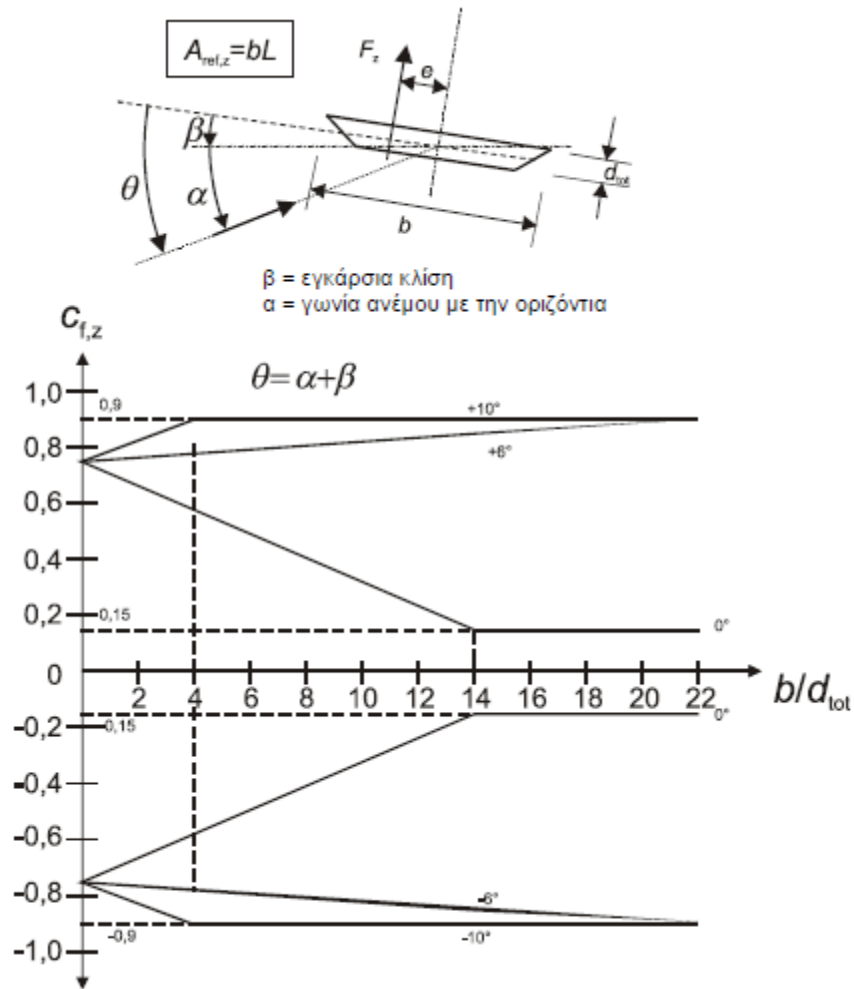 A_ref,z=bL
F_z
e
β
θ
α
b
d_tot
β = εγκάρσια κλίση
α = γωνία ανέμου με την οριζόντια
c_f,z
θ=α+β
1,0
0,9
+10°
0,8
+6°
0,6
0,4
0,2
0,15
0°
0
2 4 6 8 10 12 14 16 18 20 22
b/d_tot
-0,2
0,15
0°
-0,4
-0,6
-0,8
-6°
-0,9
-10°
-1,0